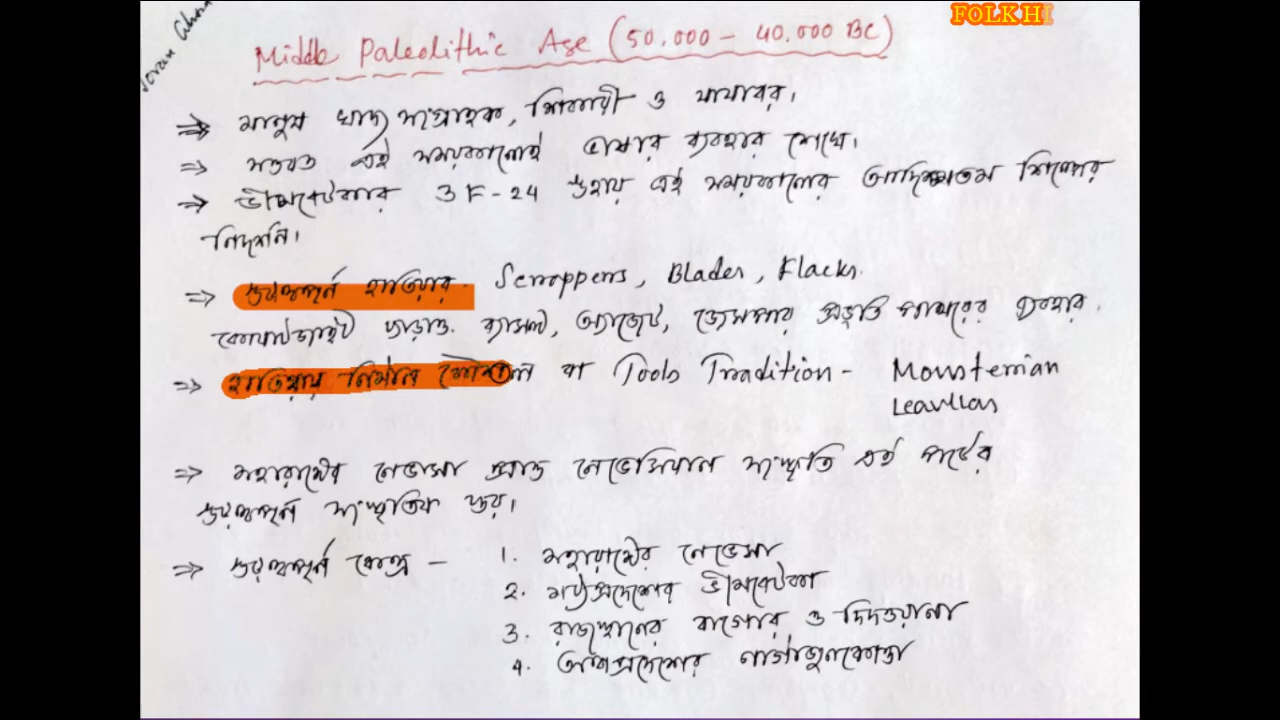 FOLK H
Middle Paleolithic Age (50.000 – 40.000 BC)
⇒ মানুষ খাদ্য সংগ্রাহক, শিকারী ও যাযাবর।
⇒ সম্ভবত এই সময়কালেই ভাষার ব্যবহার শেখে।
⇒ ভীমবেটকার 3 F-24 গুহায় এই সময়কালের আদিমতম শিল্পের
নিদর্শন।
⇒ গুরুত্বপূর্ণ হাতিয়ার. Scrappers, Blades, Flacks.
কোয়ার্টজাইট ছাড়াও ব্যাসল্ট, অ্যাজেট, জেসপার প্রভৃতি পাথরের ব্যবহার.
⇒ হাতিয়ার নির্মান কৌশল বা Tools Tradition – Mousterian
⇒ মহারাষ্ট্রের নেভাসা নেভেসিয়ান সংস্কৃতি এই পর্বের
গুরুত্বপূর্ণ সংস্কৃতির স্তর।
⇒ গুরুত্বপূর্ণ কেন্দ্র – 1. মহারাষ্ট্রের নেভেসা
2. মধ্যপ্রদেশের ভীমবেটকা
3. রাজস্থানের বাগোর ও দিদওয়ানা
4. অন্ধ্রপ্রদেশের নাগার্জুনকোন্ডা